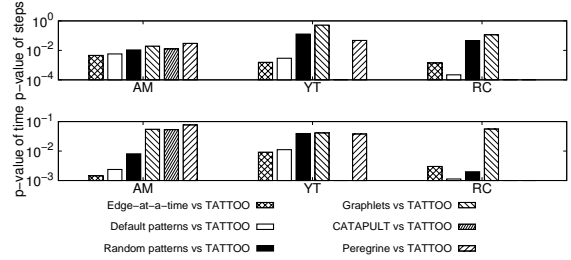 p-value of steps
10^0
10^-2
10^-4
AM YT RC
p-value of time
10^-1
10^-2
10^-3
AM YT RC
Edge-at-a-time vs TATTOO Graphlets vs TATTOO
Default patterns vs TATTOO CATAPULT vs TATTOO
Random patterns vs TATTOO Peregrine vs TATTOO